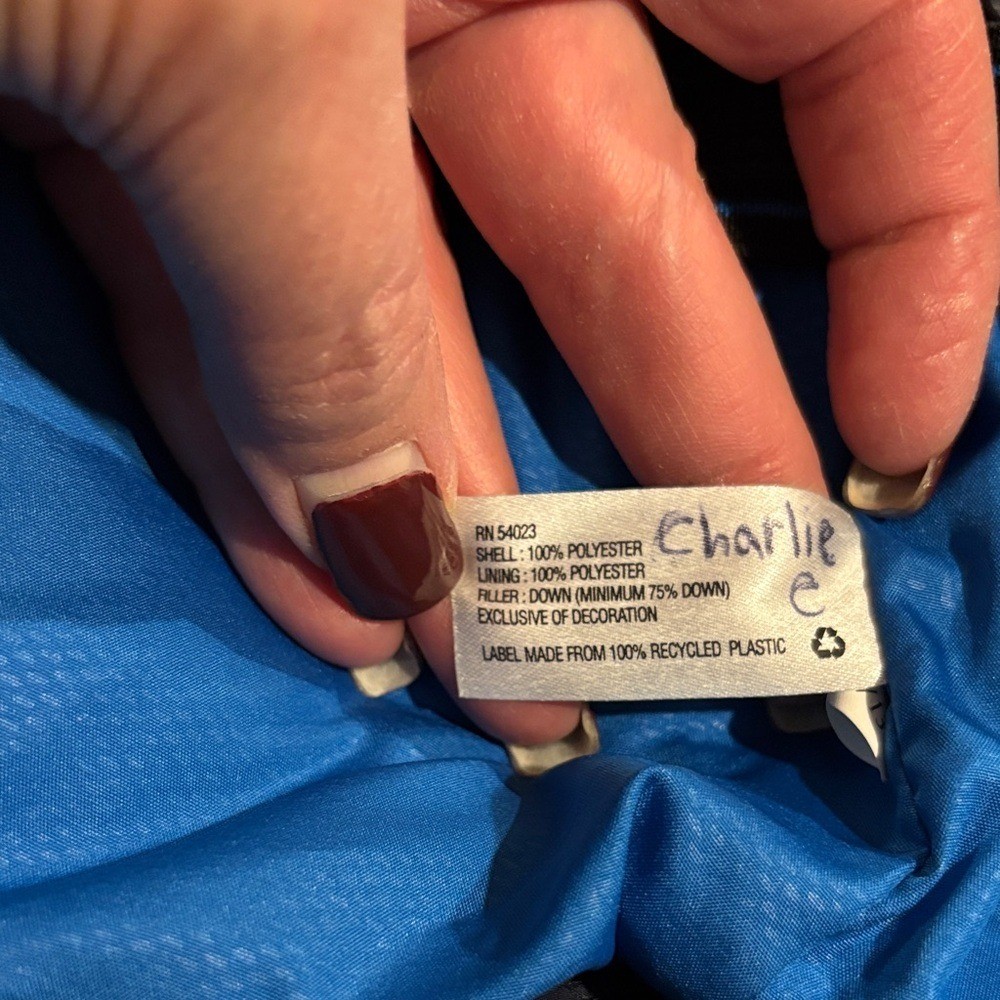 RN 54023
SHELL : 100% POLYESTER
LINING : 100% POLYESTER
FILLER : DOWN (MINIMUM 75% DOWN)
EXCLUSIVE OF DECORATION
LABEL MADE FROM 100% RECYCLED PLASTIC
Charlie
e